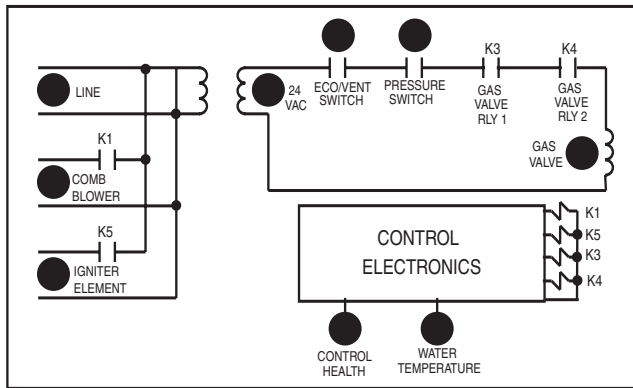 LINE
K1
COMB
BLOWER
K5
IGNITER
ELEMENT
24
VAC
ECO/VENT
SWITCH
PRESSURE
SWITCH
K3
GAS
VALVE
RLY 1
K4
GAS
VALVE
RLY 2
GAS
VALVE
CONTROL
ELECTRONICS
K1
K5
K3
K4
CONTROL
HEALTH
WATER
TEMPERATURE